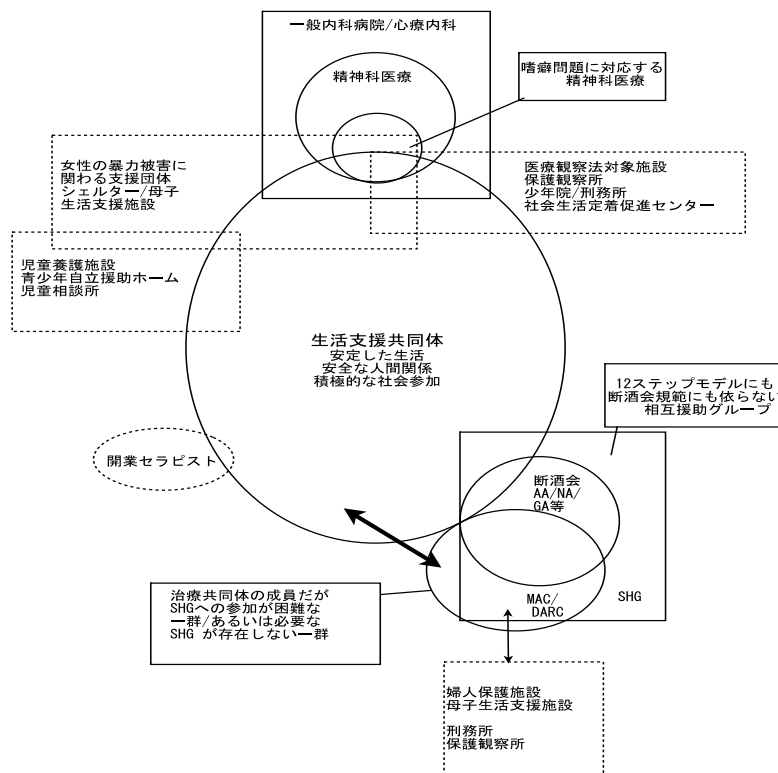 一般内科病院/心療内科
精神科医療
嗜癖問題に対応する
精神科医療
女性の暴力被害に
関わる支援団体
シェルター/母子
生活支援施設
医療観察法対象施設
保護観察所
少年院/刑務所
社会生活定着促進センター
児童養護施設
青少年自立援助ホーム
児童相談所
生活支援共同体
安定した生活
安全な人間関係
積極的な社会参加
12ステップモデルにも
断酒会規範にも依らない
相互援助グループ
開業セラピスト
断酒会
AA/NA/
GA等
MAC/
DARC
SHG
治療共同体の成員だが
SHGへの参加が困難な
一群/あるいは必要な
SHG が存在しない一群
婦人保護施設
母子生活支援施設
刑務所
保護観察所